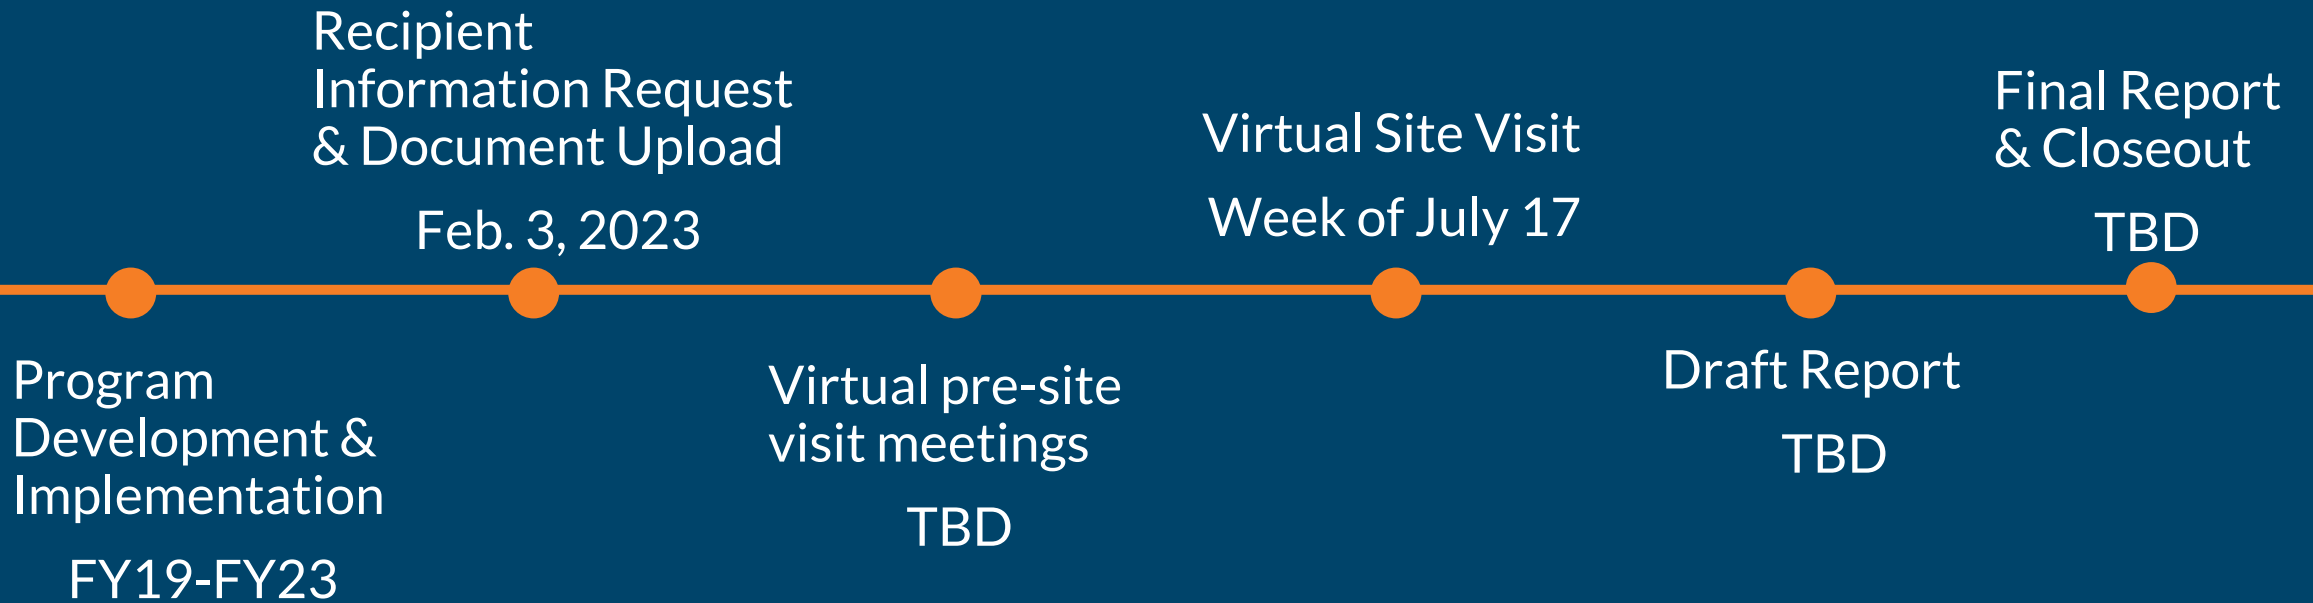 Program
Development &
Implementation
FY19-FY23
Recipient
Information Request
& Document Upload
Feb. 3, 2023
Virtual pre-site
visit meetings
TBD
Virtual Site Visit
Week of July 17
Draft Report
TBD
Final Report
& Closeout
TBD